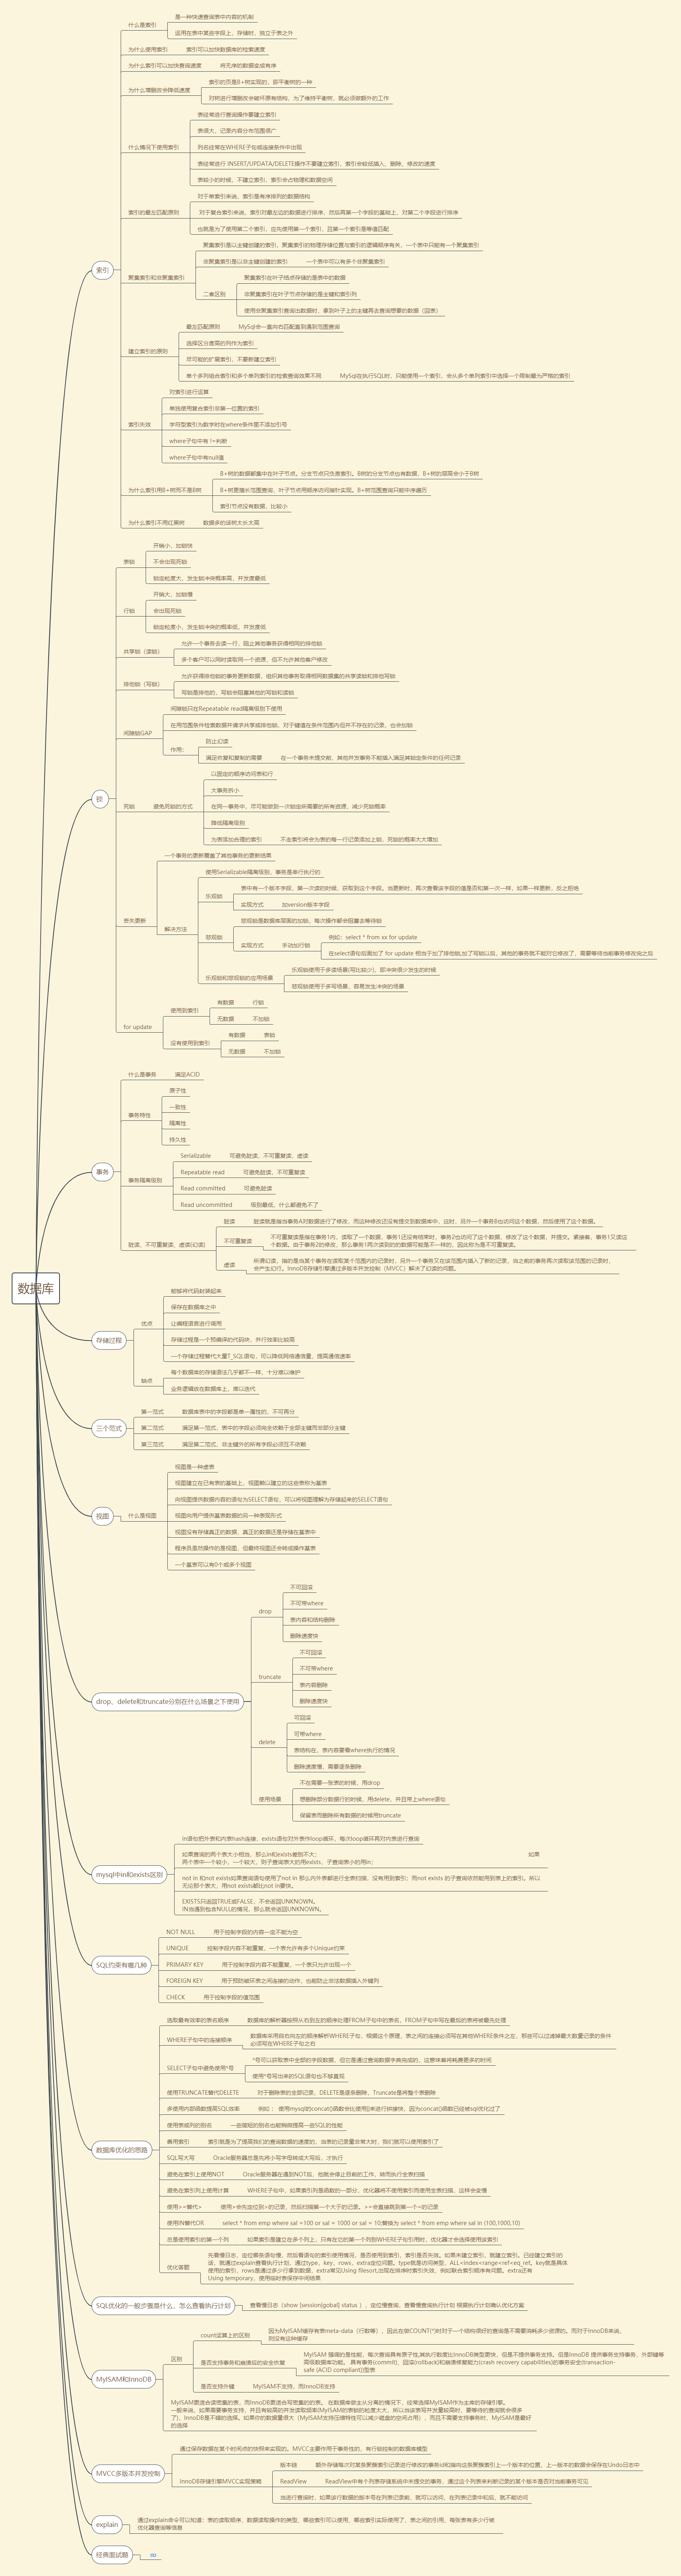 数据库
索引
什么是索引
是一种快速查询表中内容的机制
运用在表中某些字段上，存储时，独立于表之外
为什么使用索引
索引可以加快数据库的检索速度
为什么索引可以加快查询速度
将无序的数据变成有序
为什么增删改会降低速度
索引的页是B+树实现的，即平衡树的一种
对树进行增删改会破坏原有结构，为了维持平衡树，就必须做额外的工作
什么情况下使用索引
表经常进行查询操作要建立索引
表很大，记录内容分布范围很广
列名经常在WHERE子句或连接条件中出现
表经常进行 INSERT/UPDATA/DELETE操作不要建立索引，索引会较低插入、删除、修改的速度
表较小的时候，不建立索引，索引会占物理和数据空间
索引的最左匹配原则
对于单索引来说，索引是有序排列的数据结构
对于复合索引来说，索引对最左边的数据进行排序，然后再第一个字段的基础上，对第二个字段进行排序
也就是为了使用第二个索引，应先使用第一个索引，且第一个索引是等值匹配
聚集索引和非聚集索引
聚集索引是以主键创建的索引，聚集索引的物理存储位置与索引的逻辑顺序有关，一个表中只能有一个聚集索引
非聚集索引是以非主键创建的索引
一个表中可以有多个非聚集索引
二者区别
聚集索引在叶子结点存储的是表中的数据
非聚集索引在叶子节点存储的是主键和索引列
使用非聚集索引查询出数据时，拿到叶子上的主键再去查询想要的数据（回表）
建立索引的原则
最左匹配原则
MySql会一直向右匹配直到遇到范围查询
选择区分度高的列作为索引
尽可能的扩展索引，不要新建立索引
单个多列组合索引和多个单列索引的检索查询效果不同
MySql在执行SQL时，只能使用一个索引，会从多个单列索引中选择一个限制最为严格的索引
索引失效
对索引进行运算
单独使用复合索引非第一位置的索引
字符型索引为数字时在where条件里不添加引号
where子句中有 !=判断
where子句中有null值
为什么索引用B+树而不是B树
B+树的数据都集中在叶子节点。分支节点只负责索引。B树的分支节点也有数据，B+树的层高会小于B树
B+树更擅长范围查询，叶子节点用顺序访问指针实现。B+树范围查询只能中序遍历
索引节点没有数据，比较小
为什么索引不用红黑树
数据多的话树太长太高
锁
表锁
开销小，加锁快
不会出现死锁
锁定粒度大，发生锁冲突概率高，并发度最低
行锁
开销大，加锁慢
会出现死锁
锁定粒度小，发生锁冲突的概率低，并发度低
共享锁（读锁）
允许一个事务去读一行，阻止其他事务获得相同的排他锁
多个客户可以同时读取同一个资源，但不允许其他客户修改
排他锁（写锁）
允许获得排他锁的事务更新数据，组织其他事务取得相同数据集的共享读锁和排他写锁
写锁是排他的，写锁会阻塞其他的写锁和读锁
间隙锁GAP
间隙锁只在Repeatable read隔离级别下使用
在用范围条件检索数据并请求共享或排他锁，对于键值在条件范围内但并不存在的记录，也会加锁
作用：
防止幻读
满足恢复和复制的需要
在一个事务未提交前，其他并发事务不能插入满足其锁定条件的任何记录
死锁
避免死锁的方式
以固定的顺序访问表和行
大事务拆小
在同一事务中，尽可能做到一次锁定所需要的所有资源，减少死锁概率
降低隔离级别
为表添加合理的索引
不走索引将会为表的每一行记录添加上锁，死锁的概率大大增加
丢失更新
一个事务的更新覆盖了其他事务的更新结果
解决方法
使用Serializable隔离级别，事务是串行执行的
乐观锁
表中有一个版本字段，第一次读的时候，获取到这个字段。当更新时，再次查看该字段的值是否和第一次一样，如果一样更新，反之拒绝
实现方式
加version版本字段
悲观锁
悲观锁是数据库层面的加锁，每次操作都会阻塞去等待锁
实现方式
手动加行锁
例如：select * from xx for update
在select语句后面加了 for update 相当于加了排他锁,加了写锁以后，其他的事务就不能对它修改了，需要等待当前事务修改完之后
乐观锁和悲观锁的应用场景
乐观锁使用于多读场景(写比较少)，即冲突很少发生的时候
悲观锁使用于多写场景，容易发生冲突的场景
for update
使用到索引
有数据
行锁
无数据
不加锁
没有使用到索引
有数据
表锁
无数据
不加锁
事务
什么是事务
满足ACID
事务特性
原子性
一致性
隔离性
持久性
事务隔离级别
Serializable
可避免脏读、不可重复读、虚读
Repeatable read
可避免脏读、不可重复读
Read committed
可避免脏读
Read uncommitted
级别最低，什么都避免不了
脏读、不可重复读、虚读(幻读)
脏读
脏读就是指当事务A对数据进行了修改，而这种修改还没有提交到数据库中，这时，另外一个事务B也访问这个数据，然后使用了这个数据。
不可重复读
不可重复读是指在事务1内，读取了一个数据，事务1还没有结束时，事务2也访问了这个数据，修改了这个数据，并提交。紧接着，事务1又读这
个数据。由于事务2的修改，那么事务1两次读到的的数据可能是不一样的，因此称为是不可重复读。
虚读
所谓幻读，指的是当某个事务在读取某个范围内的记录时，另外一个事务又在该范围内插入了新的记录，当之前的事务再次读取该范围的记录时，
会产生幻行。InnoDB存储引擎通过多版本并发控制（MVCC）解决了幻读的问题。
存储过程
优点
能够将代码封装起来
保存在数据库之中
让编程语言进行调用
存储过程是一个预编译的代码块，并行效率比较高
一个存储过程替代大量T_SQL语句，可以降低网络通信量，提高通信速率
缺点
每个数据库的存储语法几乎都不一样，十分难以维护
业务逻辑放在数据库上，难以迭代
三个范式
第一范式
数据库表中的字段都是单一属性的，不可再分
第二范式
满足第一范式，表中的字段必须完全依赖于全部主键而非部分主键
第三范式
满足第二范式，非主键外的所有字段必须互不依赖
视图
什么是视图
视图是一种虚表
视图建立在已有表的基础上，视图赖以建立的这些表称为基表
向视图提供数据内容的语句为SELECT语句，可以将视图理解为存储起来的SELECT语句
视图向用户提供基表数据的另一种表现形式
视图没有存储真正的数据，真正的数据还是存储在基表中
程序员虽然操作的是视图，但最终视图还会转成操作基表
一个基表可以有0个或多个视图
drop、delete和truncate分别在什么场景之下使用
drop
不可回滚
不可带where
表内容和结构删除
删除速度快
truncate
不可回滚
不可带where
表内容删除
删除速度快
delete
可回滚
可带where
表结构在，表内容要看where执行的情况
删除速度慢，需要逐条删除
使用场景
不在需要一张表的时候，用drop
想删除部分数据行的时候，用delete，并且带上where语句
保留表而删除所有数据的时候用truncate
mysql中in和exists区别
in语句把外表和内表hash连接，exists语句对外表作loop循环，每次loop循环再对内表进行查询
如果查询的两个表大小相当，那么in和exists差别不大； 如果
两个表中一个较小，一个较大，则子查询表大的用exists，子查询表小的用in；
not in 和not exists如果查询语句使用了not in 那么内外表都进行全表扫描，没有用到索引；而not exists 的子查询依然能用到表上的索引。所以
无论那个表大，用not exists都比not in要快。
EXISTS只返回TRUE或FALSE，不会返回UNKNOWN。
IN当遇到包含NULL的情况，那么就会返回UNKNOWN。
SQL约束有哪几种
NOT NULL
用于控制字段的内容一定不能为空
UNIQUE
控制字段内容不能重复，一个表允许有多个Unique约束
PRIMARY KEY
用于控制字段内容不能重复，一个表只允许出现一个
FOREIGN KEY
用于预防破坏表之间连接的动作，也能防止非法数据插入外键列
CHECK
用于控制字段的值范围
数据库优化的思路
选取最有效率的表名顺序
数据库的解析器按照从右到左的顺序处理FROM子句中的表名，FROM子句中写在最后的表将被最先处理
WHERE子句中的连接顺序
数据库采用自右向左的顺序解析WHERE子句，根据这个原理，表之间的连接必须写在其他WHERE条件之左，那些可以过滤掉最大数量记录的条件
必须写在WHERE子句之右
SELECT子句中避免使用*号
*号可以获取表中全部的字段数据，但它是通过查询数据字典完成的，这意味着将耗费更多的时间
使用*号写出来的SQL语句也不够直观
使用TRUNCATE替代DELETE
对于删除表的全部记录，DELETE是逐条删除，Truncate是将整个表删除
多使用内部函数提高SQL效率
例如： 使用mysql的concat()函数会比使用||来进行拼接快，因为concat()函数已经被sql优化过了
使用表或列的别名
一些简短的别名也能稍微提高一些SQL的性能
善用索引
索引就是为了提高我们的查询数据的速度的，当表的记录量非常大时，我们就可以使用索引了
SQL写大写
Oracle服务器总是先将小写字母转成大写后，才执行
避免在索引上使用NOT
Oracle服务器在遇到NOT后，他就会停止目前的工作，转而执行全表扫描
避免在索引列上使用计算
WHERE子句中，如果索引列是函数的一部分，优化器将不使用索引而使用全表扫描，这样会变慢
使用>=替代>
使用>会先定位到>的记录，然后扫描第一个大于的记录。>=会直接跳到第一个=的记录
使用IN替代OR
select * from emp where sal =100 or sal = 1000 or sal = 10;替换为 select * from emp where sal in (100,1000,10)
总是使用索引的第一个列
如果索引是建立在多个列上，只有在它的第一个列别WHERE子句引用时，优化器才会选择使用该索引
优化答题
先看慢日志，定位哪条语句慢，然后看语句的索引使用情况，是否使用到索引，索引是否失效。如果未建立索引，就建立索引。已经建立索引的
话，就通过explain查看执行计划，通过type，key，rows，extra定位问题。type就是访问类型，ALL<index<range<ref<eq_ref，key就是具体
使用的索引，rows是通过多少行拿到数据，extra常见Using filesort,出现在排序时索引失效，例如联合索引顺序有问题。extra还有
Using temporary，使用临时表保存中间结果
SQL优化的一般步骤是什么，怎么查看执行计划
查看慢日志（show [session|gobal] status ），定位慢查询，查看慢查询执行计划 根据执行计划确认优化方案
MyISAM和InnoDB
区别
count运算上的区别
因为MyISAM缓存有表meta-data（行数等），因此在做COUNT(*)时对于一个结构很好的查询是不需要消耗多少资源的。而对于InnoDB来说，
则没有这种缓存
是否支持事务和崩溃后的安全恢复
MyISAM 强调的是性能，每次查询具有原子性,其执行数度比InnoDB类型更快，但是不提供事务支持。但是InnoDB 提供事务支持事务，外部键等
高级数据库功能。 具有事务(commit)、回滚(rollback)和崩溃修复能力(crash recovery capabilities)的事务安全(transaction-
safe (ACID compliant))型表
是否支持外键
MyISAM不支持，而InnoDB支持
MyISAM更适合读密集的表，而InnoDB更适合写密集的的表。 在数据库做主从分离的情况下，经常选择MyISAM作为主库的存储引擎。
一般来说，如果需要事务支持，并且有较高的并发读取频率(MyISAM的表锁的粒度太大，所以当该表写并发量较高时，要等待的查询就会很多
了)，InnoDB是不错的选择。如果你的数据量很大（MyISAM支持压缩特性可以减少磁盘的空间占用），而且不需要支持事务时，MyISAM是最好
的选择
MVCC多版本并发控制
通过保存数据在某个时间点的快照来实现的。MVCC主要作用于事务性的，有行锁控制的数据库模型
InnoDB存储引擎MVCC实现策略
版本链
额外存储每次对某条聚簇索引记录进行修改的事务id和指向这条聚簇索引上一个版本的位置，上一版本的数据会保存在Undo日志中
ReadView
ReadView中有个列表存储系统中未提交的事务，通过这个列表来判断记录的某个版本是否对当前事务可见
当进行查询时，如果该行数据的版本号在列表记录前，就可以访问，在列表记录中和后，就不能访问
explain
通过explain命令可以知道：表的读取顺序，数据读取操作的类型，哪些索引可以使用，哪些索引实际使用了，表之间的引用，每张表有多少行被
优化器查询等信息
经典面试题